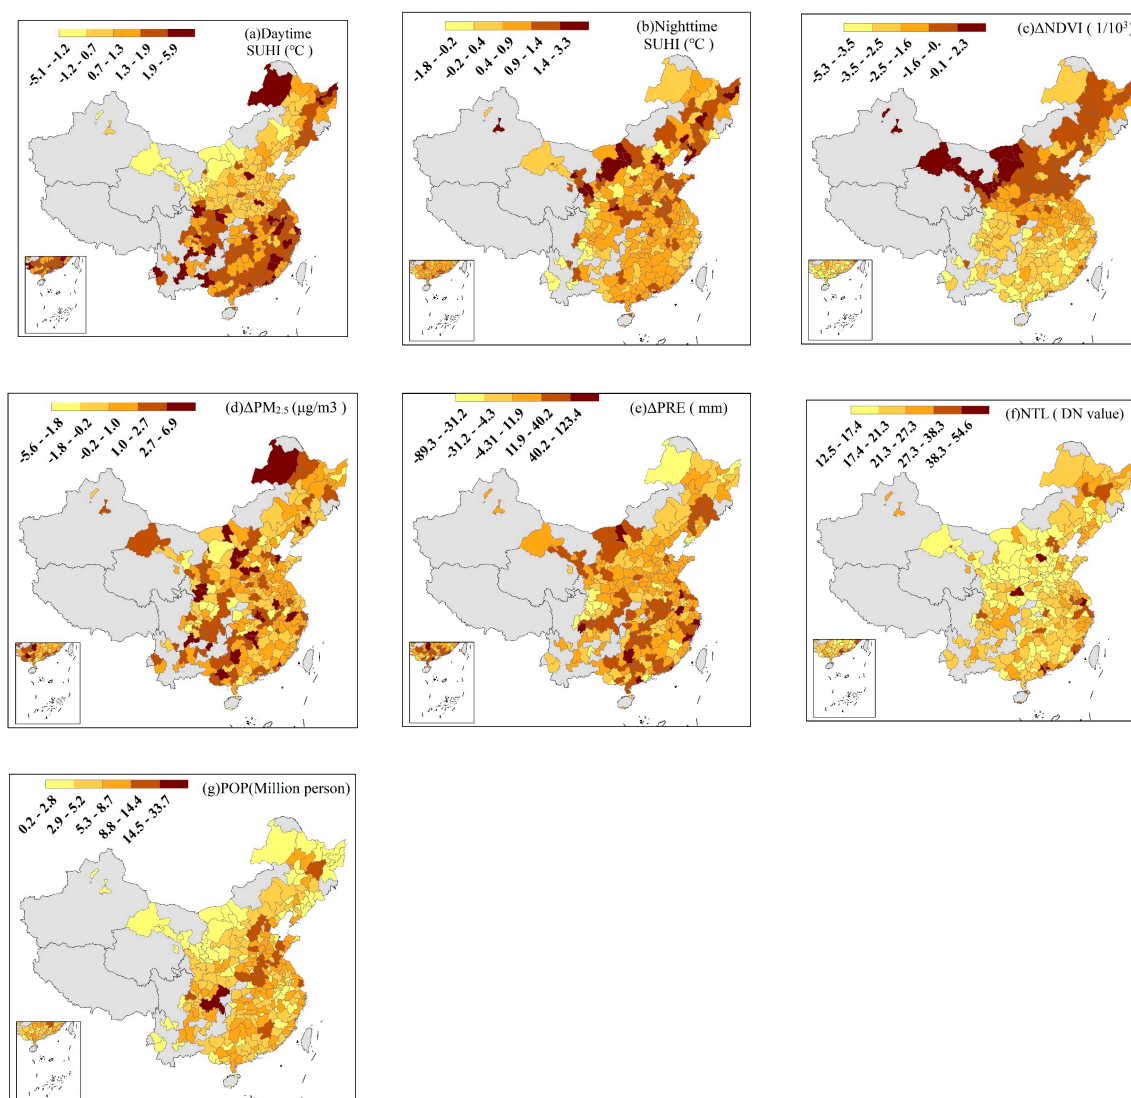 (a)Daytime
SUHI (℃)
-5.1 - -1.2
-1.2 - 0.7
0.7 - 1.3
1.3 - 1.9
1.9 - 5.9
(b)Nighttime
SUHI (℃)
-1.8 - -0.2
-0.2 - 0.4
0.4 - 0.9
0.9 - 1.4
1.4 - 3.3
(c)ΔNDVI ( 1/10³)
-5.3 - -3.5
-3.5 - -2.5
-2.5 - -1.6
-1.6 - -0.
-0.1 - 2.3
(d)ΔPM₂.₅ (μg/m3 )
-5.6 - -1.8
-1.8 - -0.2
-0.2 - 1.0
1.0 - 2.7
2.7 - 6.9
(e)ΔPRE ( mm)
-89.3 - -31.2
-31.2 - -4.3
-4.31 - 11.9
11.9 - 40.2
40.2 - 123.4
(f)NTL ( DN value)
12.5 - 17.4
17.4 - 21.3
21.3 - 27.3
27.3 - 38.3
38.3 - 54.6
(g)POP(Million person)
0.2 - 2.8
2.9 - 5.2
5.3 - 8.7
8.8 - 14.4
14.5 - 33.7